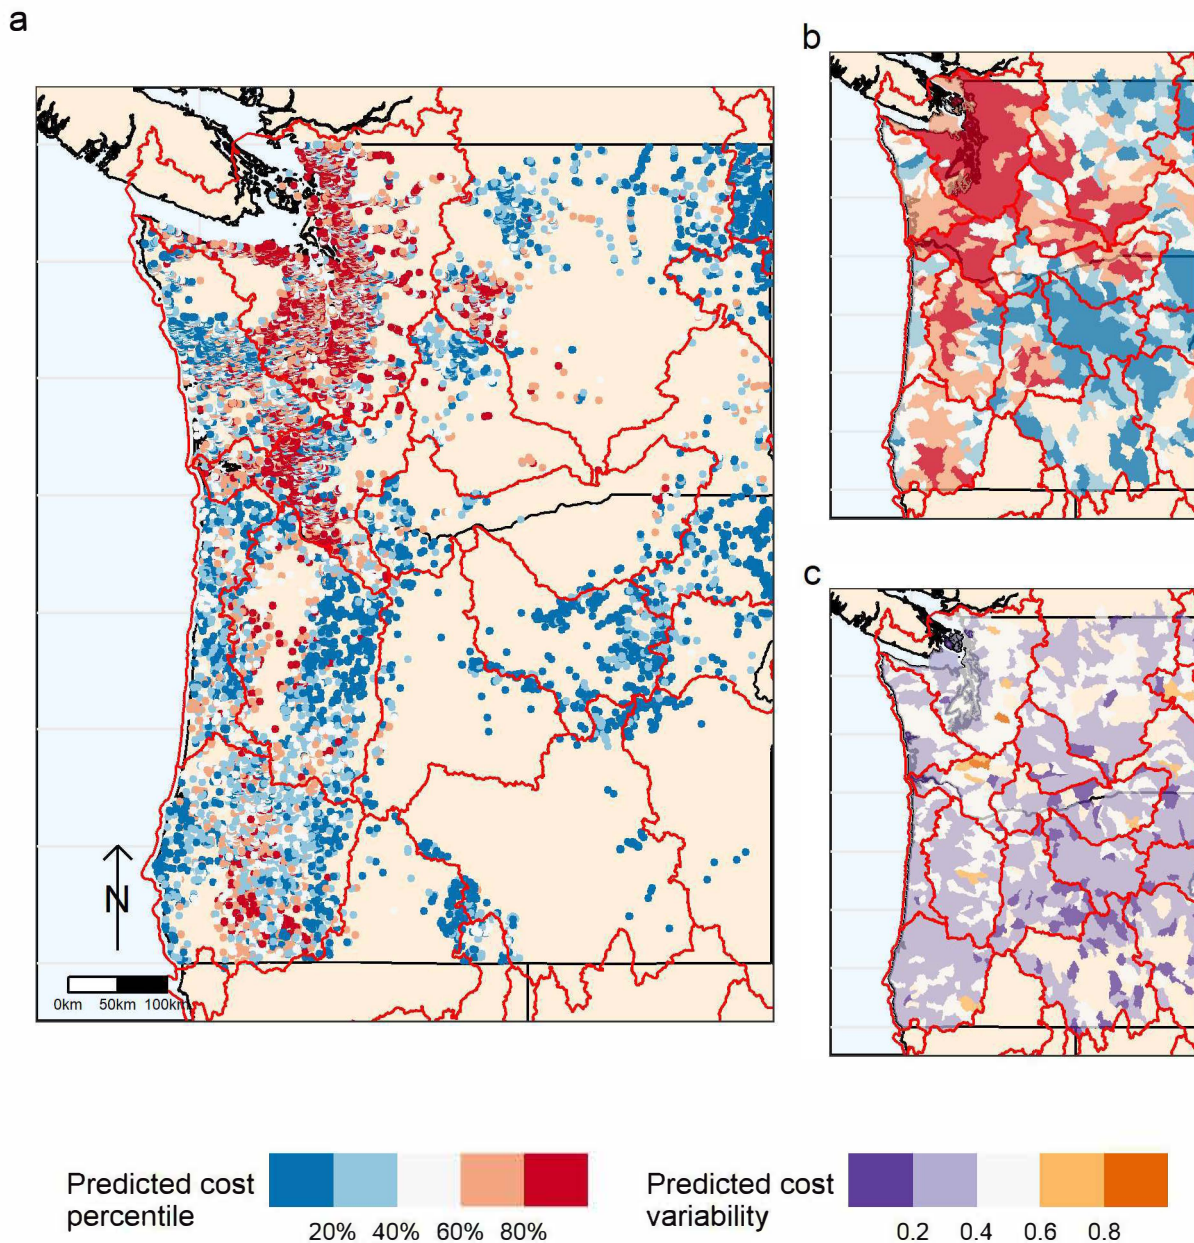 a
b
N
0km 50km 100km
c
Predicted cost
percentile
20% 40% 60% 80%
Predicted cost
variability
0.2 0.4 0.6 0.8